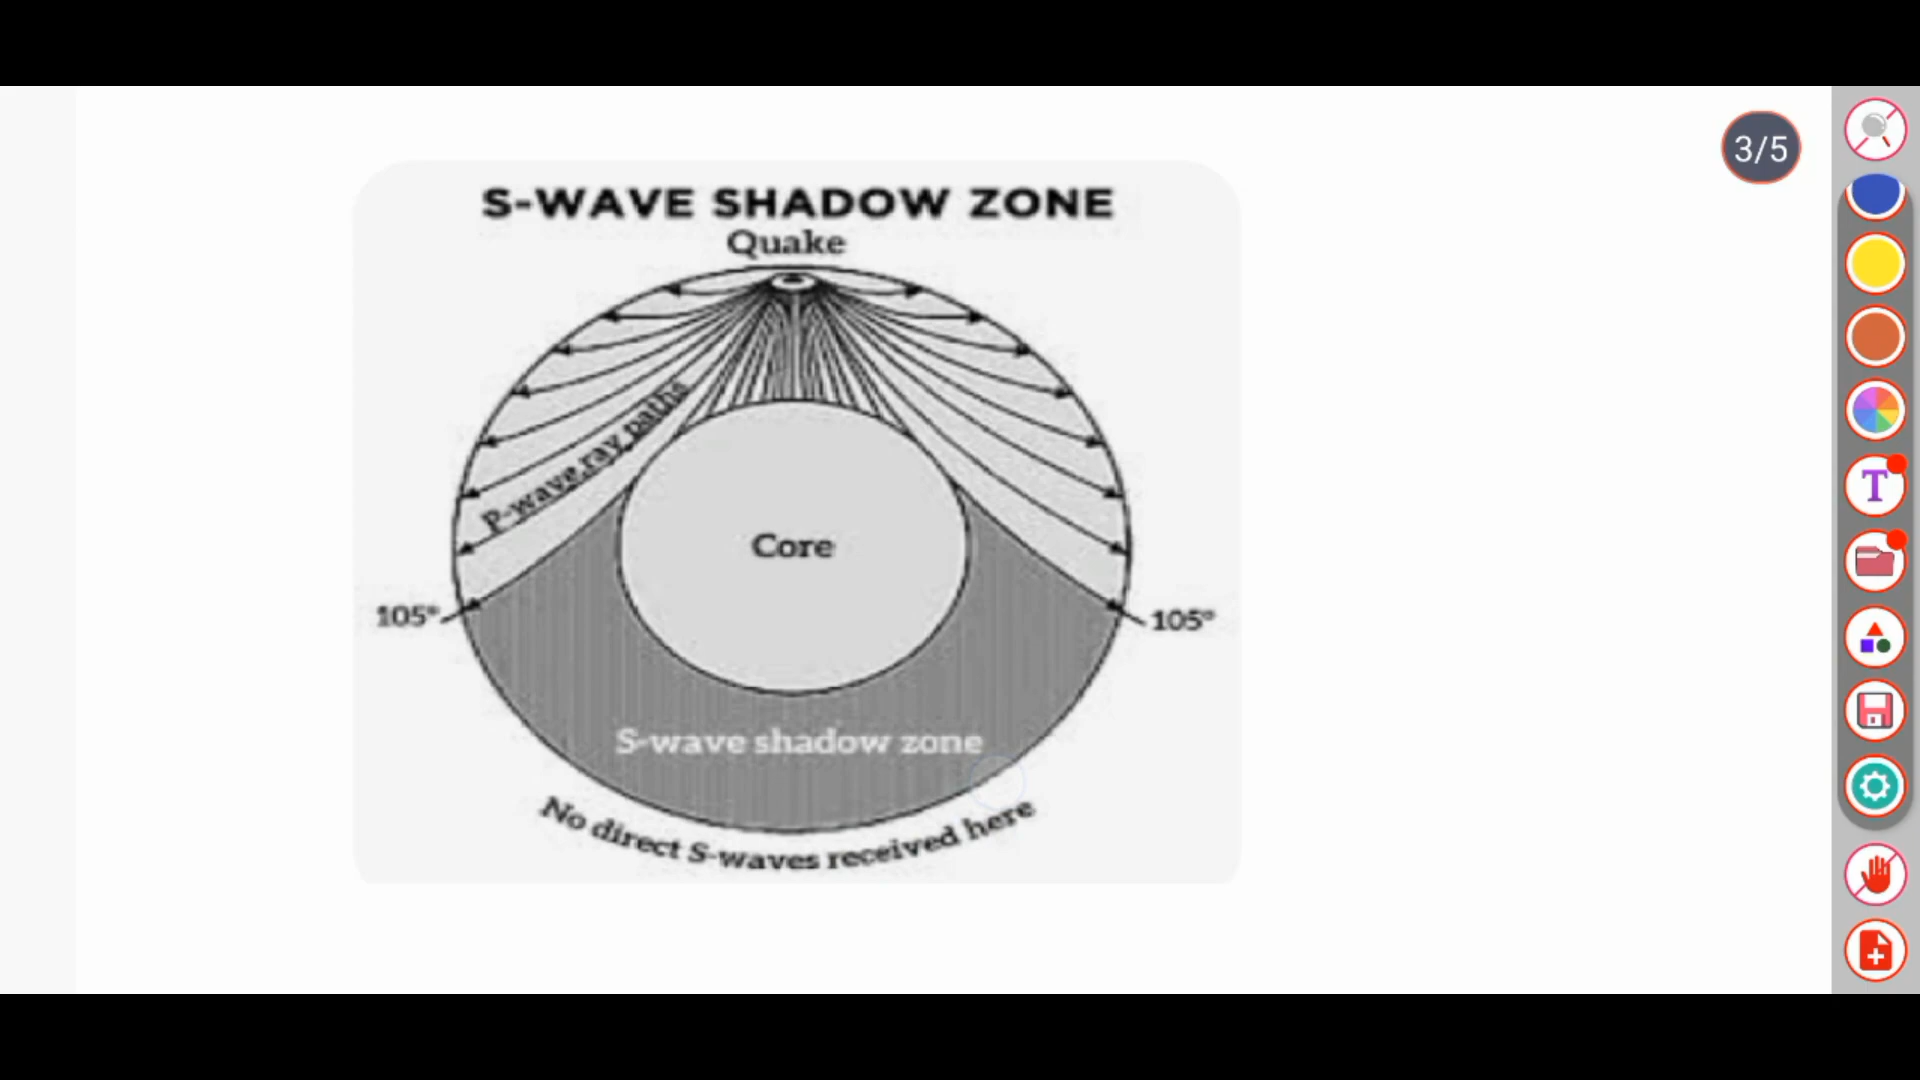 3/5
S-WAVE SHADOW ZONE
Quake
P-wave ray paths
Core
105°
105°
S-wave shadow zone
No direct S-waves received here
T